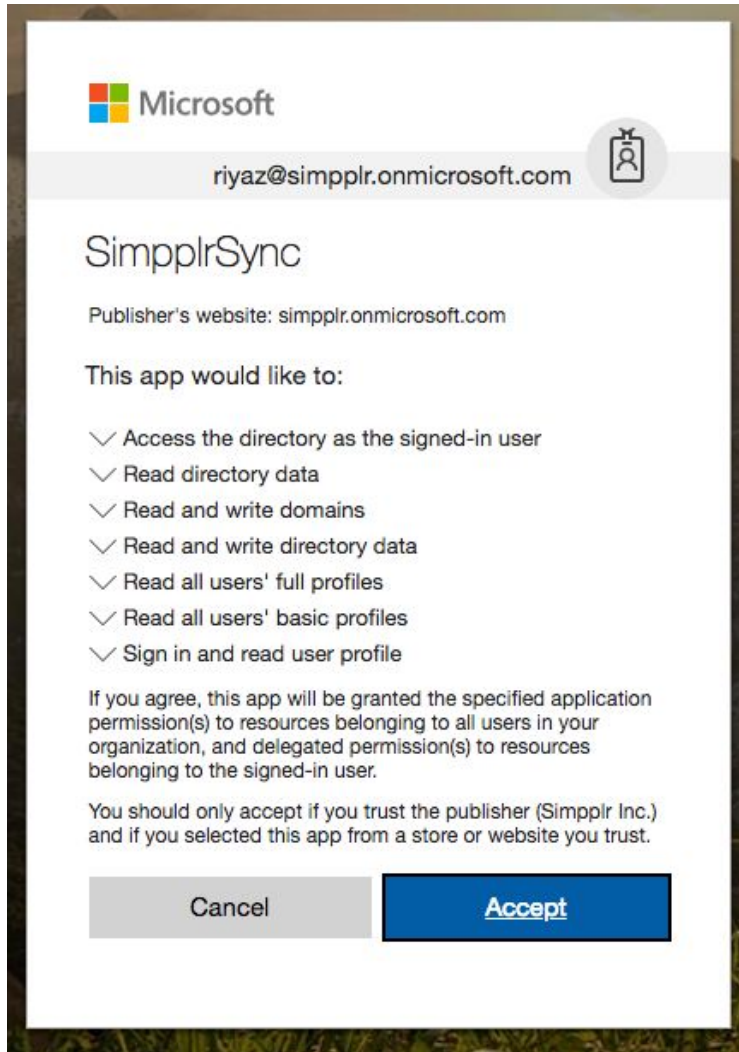 Microsoft
riyaz@simpplr.onmicrosoft.com
SimpplrSync
Publisher's website: simpplr.onmicrosoft.com
This app would like to:
Access the directory as the signed-in user
Read directory data
Read and write domains
Read and write directory data
Read all users' full profiles
Read all users' basic profiles
Sign in and read user profile
If you agree, this app will be granted the specified application
permission(s) to resources belonging to all users in your
organization, and delegated permission(s) to resources
belonging to the signed-in user.
You should only accept if you trust the publisher (Simpplr Inc.)
and if you selected this app from a store or website you trust.
Cancel
Accept